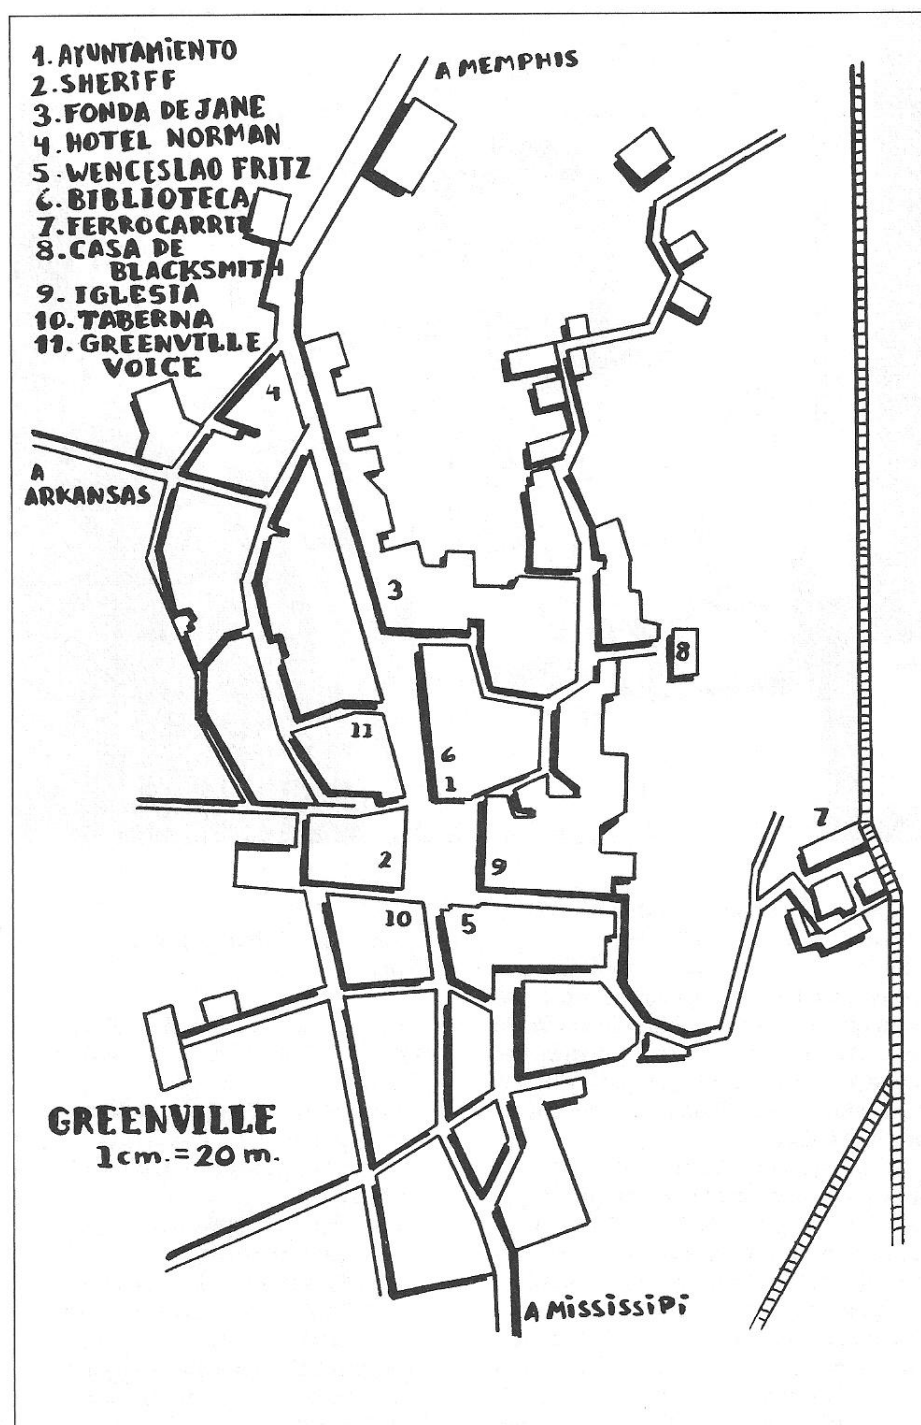 1. AYUNTAMIENTO
2. SHERIFF
3. FONDA DE JANE
4. HOTEL NORMAN
5. WENCESLAO FRITZ
6. BIBLIOTECA
7. FERROCARRIL
8. CASA DE
BLACKSMITH
9. IGLESIA
10. TABERNA
11. GREENVILLE
VOICE
A MEMPHIS
4
A
ARKANSAS
3
8
11
6
1
7
2
9
10
5
GREENVILLE
1 cm. = 20 m.
A MISSISSIPI